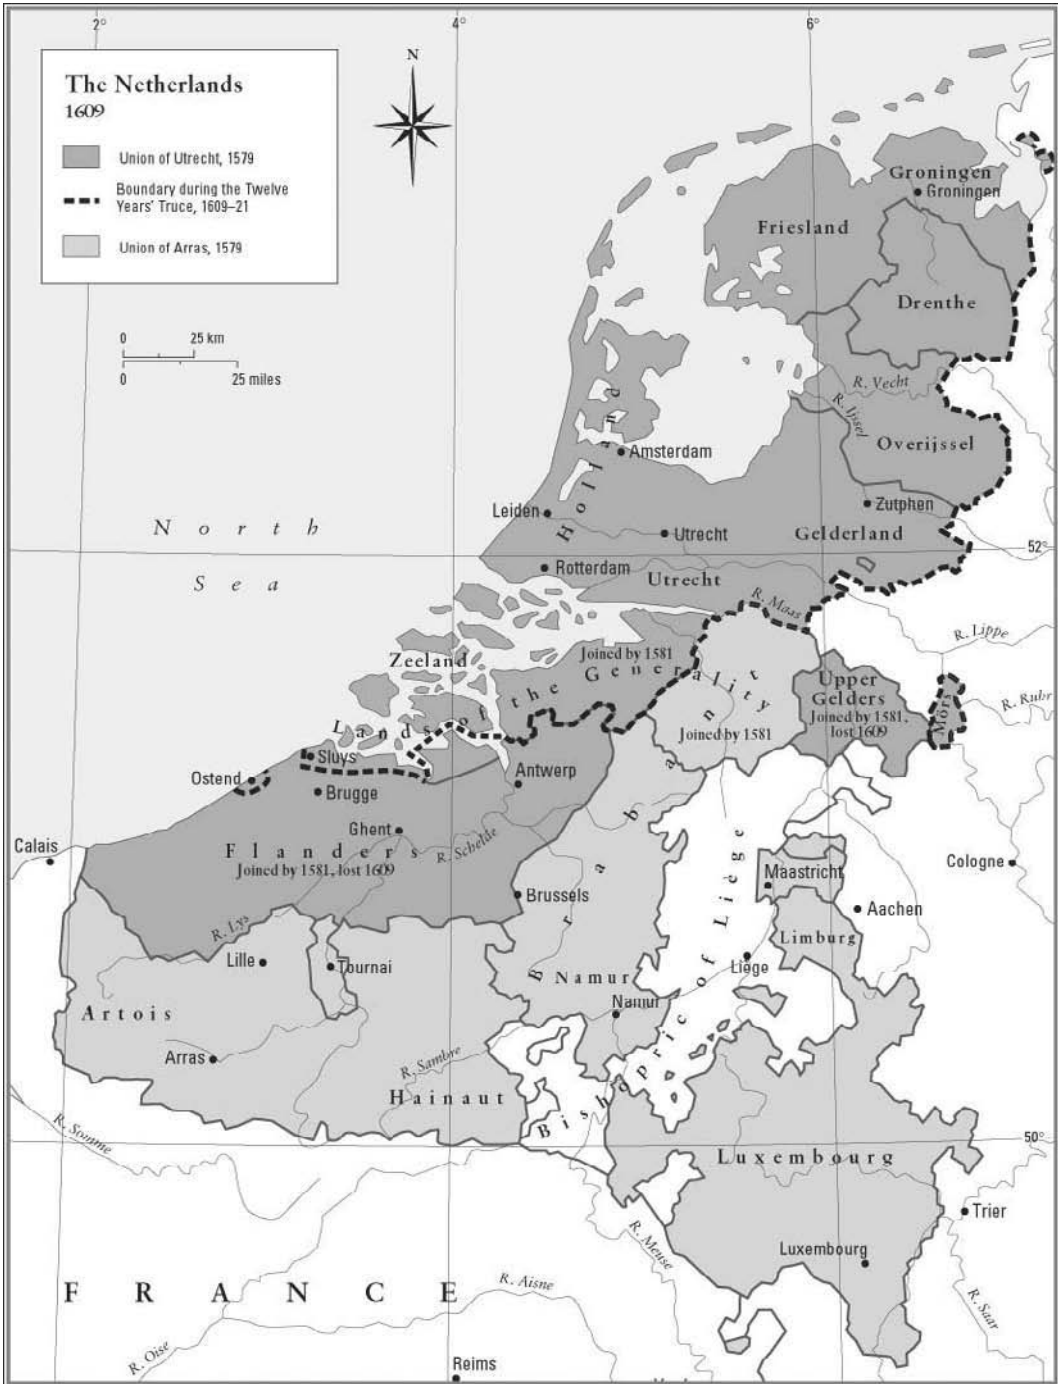 2°
4°
6°
The Netherlands
1609
Union of Utrecht, 1579
Boundary during the Twelve
Years' Truce, 1609–21
Union of Arras, 1579
N
0 25 km
0 25 miles
Groningen
Groningen
Friesland
Drenthe
R. Vecht
R. Ijssel
Overijssel
Holland
Amsterdam
Leiden
Zutphen
Utrecht
Gelderland
52°
North
Sea
Rotterdam
Utrecht
R. Maas
R. Lippe
Zeeland
Joined by 1581
Lands of the Generality
Upper
Gelders
Joined by 1581,
lost 1609
Mörs
R. Ruhr
Joined by 1581
Sluys
Ostend
Brugge
Antwerp
Calais
Ghent
R. Schelde
Flanders
Joined by 1581, lost 1609
Brabant
Maastricht
Cologne
Brussels
Aachen
R. Lys
Limburg
Lille
Tournai
Liège
Namur
Namur
Bishopric of Liège
Artois
Arras
R. Sambre
Hainaut
R. Somme
50°
Luxembourg
Trier
R. Meuse
Luxembourg
FRANCE
R. Aisne
R. Saar
R. Oise
Reims